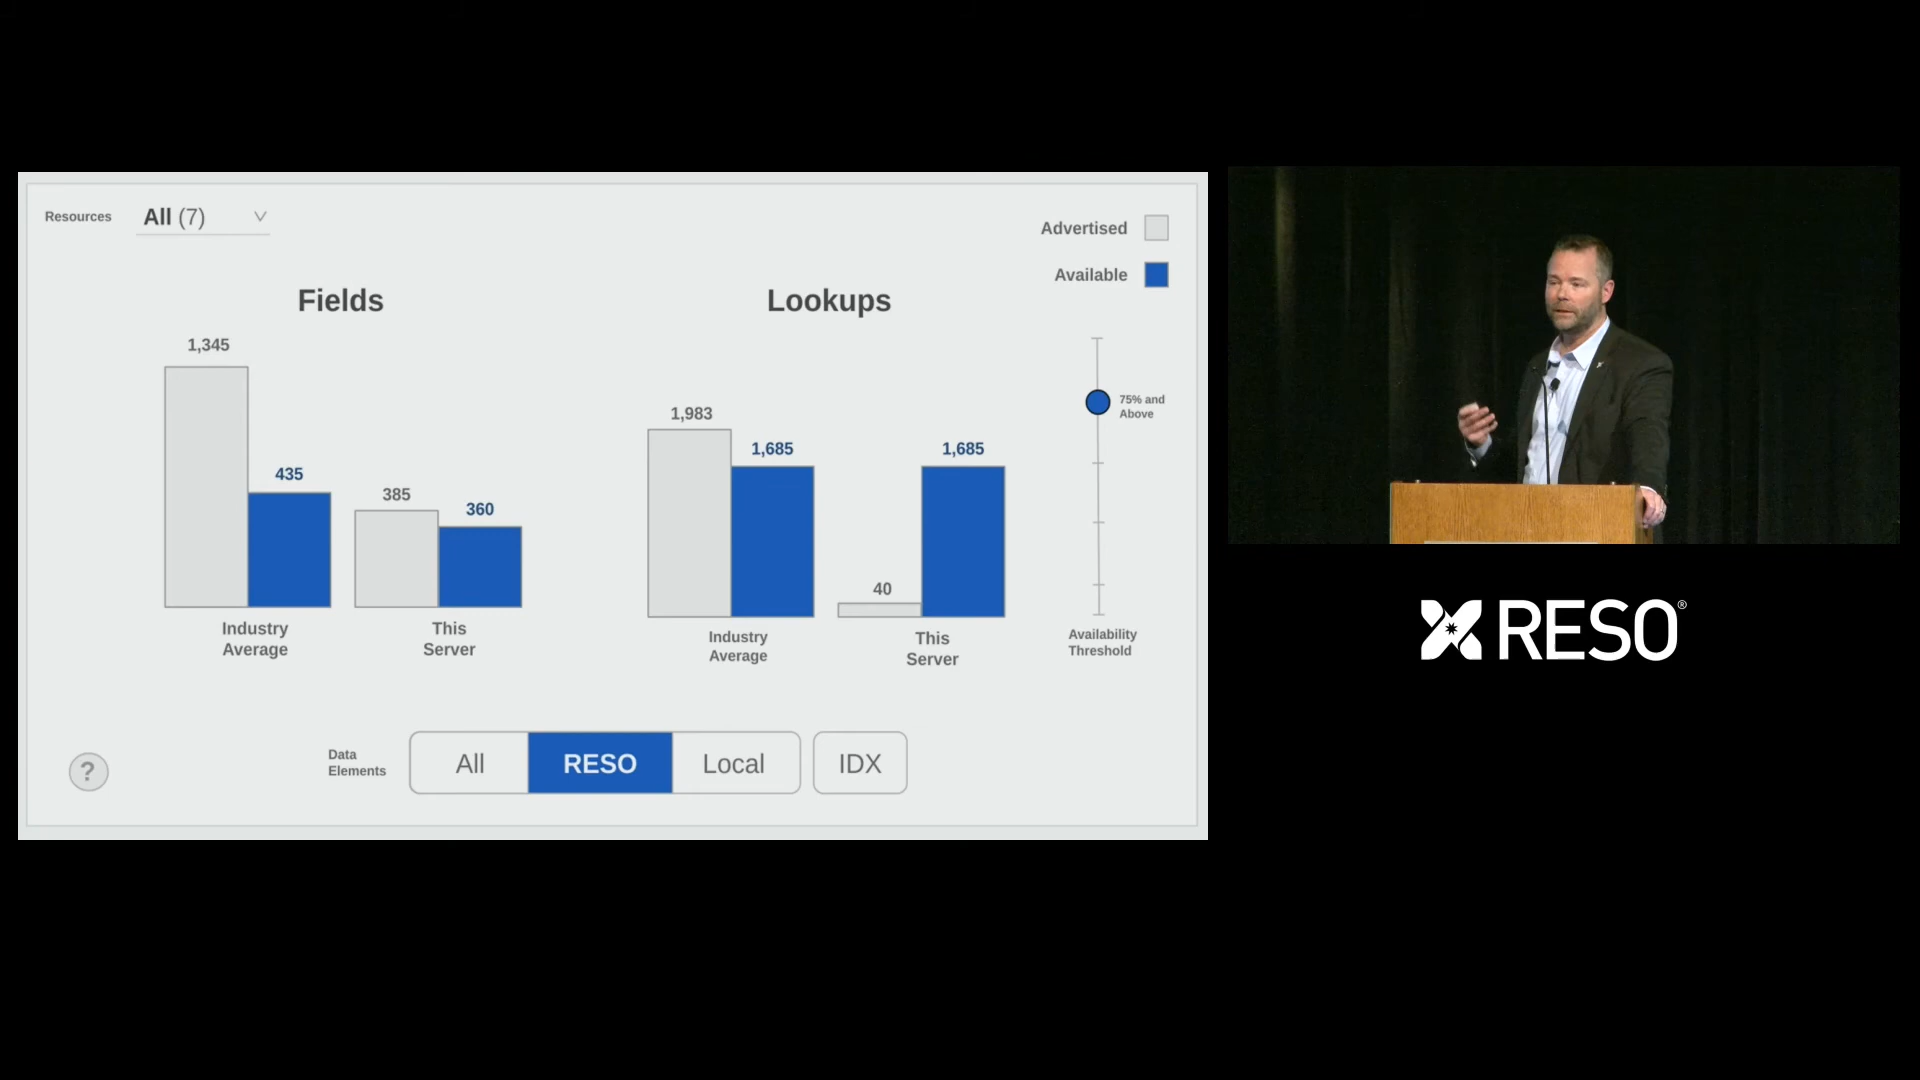 Resources
All (7)
Advertised
Available
Fields
1,345
435
385
360
Industry
Average
This
Server
Lookups
1,983
1,685
40
1,685
Industry
Average
This
Server
75% and
Above
Availability
Threshold
?
Data
Elements
All
RESO
Local
IDX
RESO®